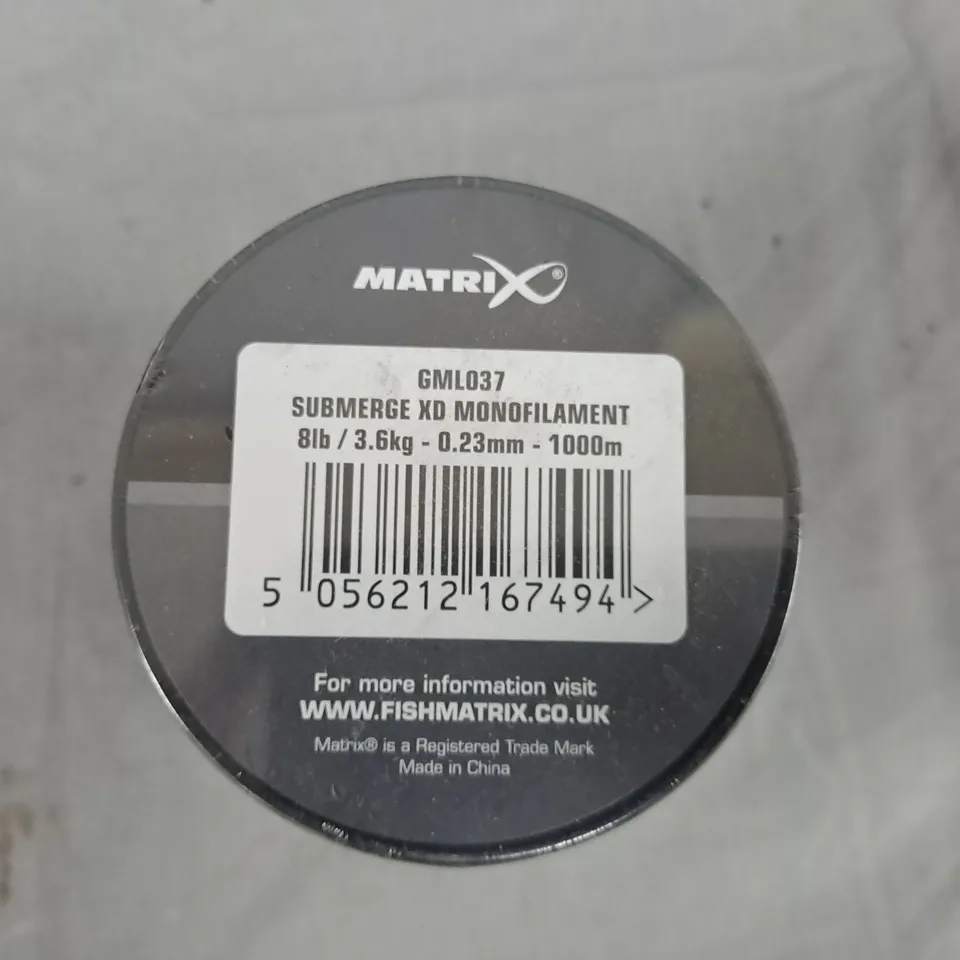 MATRIX®
GML037
SUBMERGE XD MONOFILAMENT
8lb / 3.6kg - 0.23mm - 1000m
5 056212 167494 >
For more information visit
WWW.FISHMATRIX.CO.UK
Matrix® is a Registered Trade Mark
Made in China